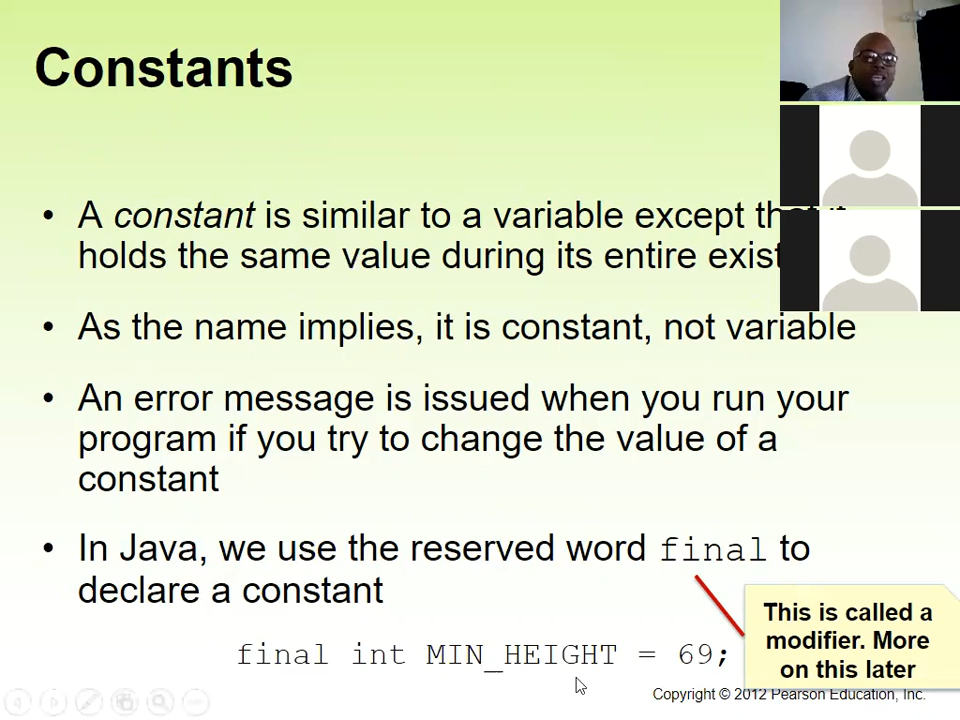 Constants
• A constant is similar to a variable except that it
holds the same value during its entire exist
• As the name implies, it is constant, not variable
• An error message is issued when you run your
program if you try to change the value of a
constant
• In Java, we use the reserved word final to
declare a constant
final int MIN_HEIGHT = 69;
This is called a
modifier. More
on this later
Copyright © 2012 Pearson Education, Inc.